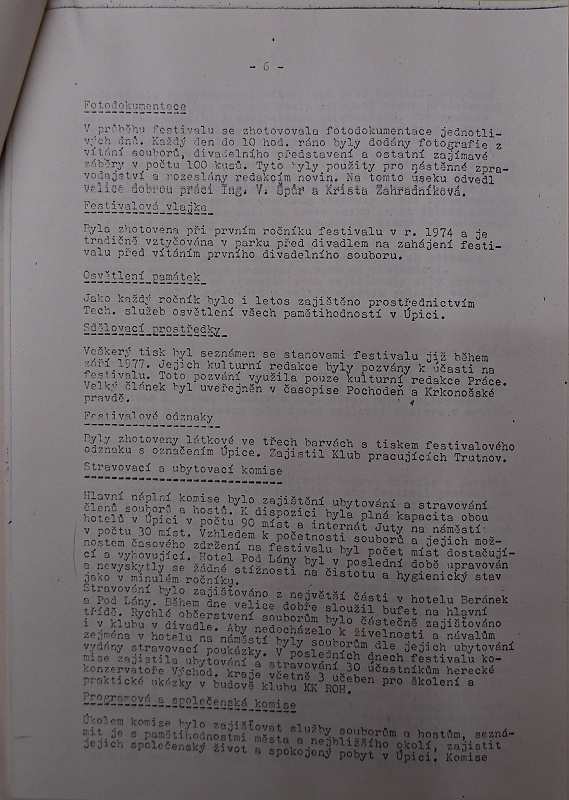 - 6 -
Fotodokumentace
V průběhu festivalu se zhotovovala fotodokumentace jednotli-
vých dnů. Každý den do 10 hod. ráno byly dodány fotografie z
vítání souborů, divadelního představení a ostatní zajímavé
záběry v počtu 100 kusů. Tyto byly použity pro nástěnné zpra-
vodajství a rozeslány redakcím novin. Na tomto úseku odvedl
velice dobrou práci Ing. V. Špůr a Krista Zahradníková.
Festivalová vlajka
Byla zhotovena při prvním ročníku festivalu v r. 1974 a je
tradičně vztyčována v parku před divadlem na zahájení festi-
valu před vítáním prvního divadelního souboru.
Osvětlení památek
Jako každý ročník bylo i letos zajištěno prostřednictvím
Tech. služeb osvětlení všech pamětihodností v Úpici.
Sdělovací prostředky
Veškerý tisk byl seznámen se stanovami festivalu již během
září 1977. Jejich kulturní redakce byly pozvány k účasti na
festivalu. Toto pozvání využila pouze kulturní redakce Práce.
Velký článek byl uveřejněn v časopise Pochodeň a Krkonošské
pravdě.
Festivalové odznaky
Byly zhotoveny látkové ve třech barvách s tiskem festivalového
odznaku s označením Úpice. Zajistil Klub pracujících Trutnov.
Stravovací a ubytovací komise
Hlavní náplní komise bylo zajištění ubytování a stravování
členů souborů a hostů. K dispozici byla plná kapacita obou
hotelů v Úpici v počtu 90 míst a internát Juty na náměstí
v počtu 30 míst. Vzhledem k početnosti souborů a jejich mož-
nostem časového zdržení na festivalu byl počet míst dostačují-
cí a vyhovující. Hotel Pod Lány byl v poslední době upravován
a nevyskytly se žádné stížnosti na čistotu a hygienický stav
jako v minulém ročníku.
Stravování bylo zajištováno z největší části v hotelu Beránek
a Pod Lány. Během dne velice dobře sloužil bufet na hlavní
třídě. Rychlé občerstvení souborům bylo částečně zajištováno
i v klubu v divadle. Aby nedocházelo k živelnosti a návalům
zejména v hotelu na náměstí byly souborům dle jejich ubytování
vydány stravovací poukázky. V posledních dnech festivalu ko-
mise zajistila ubytování a stravování 30 účastníkům herecké
konzervatoře Východ. kraje včetně 3 učeben pro školení a
praktické ukázky v budově klubu KK ROH.
Programová a společenská komise
Úkolem komise bylo zajišťovat služby souborům a hostům, sezná-
mit je s pamětihodnostmi města a nejbližšího okolí, zajistit
jejich společenský život a spokojený pobyt v Úpici. Komise